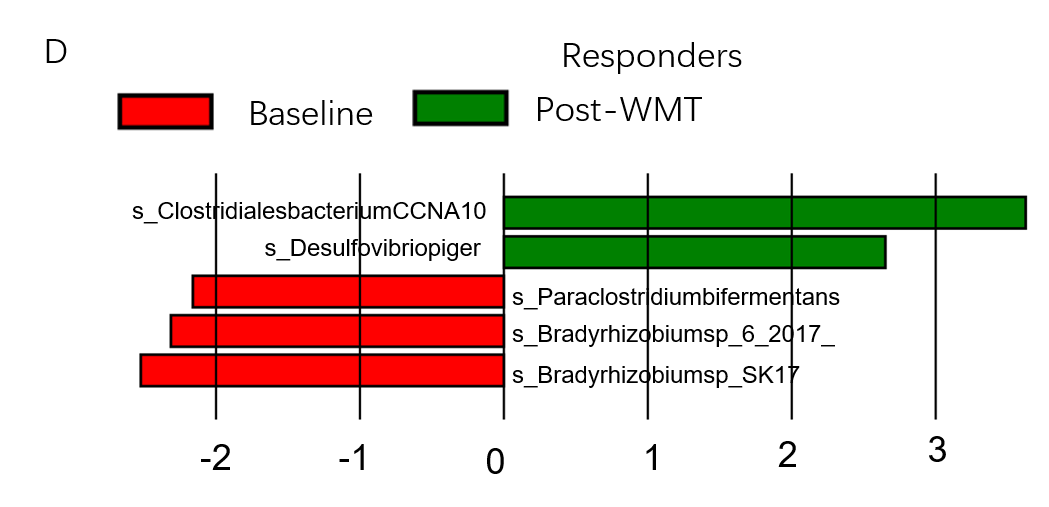 D
Responders
Baseline
Post-WMT
s_ClostridialesbacteriumCCNA10
s_Desulfovibriopiger
s_Paraclostridiumbifermentans
s_Bradyrhizobiumsp_6_2017_
s_Bradyrhizobiumsp_SK17
-2 -1 0 1 2 3